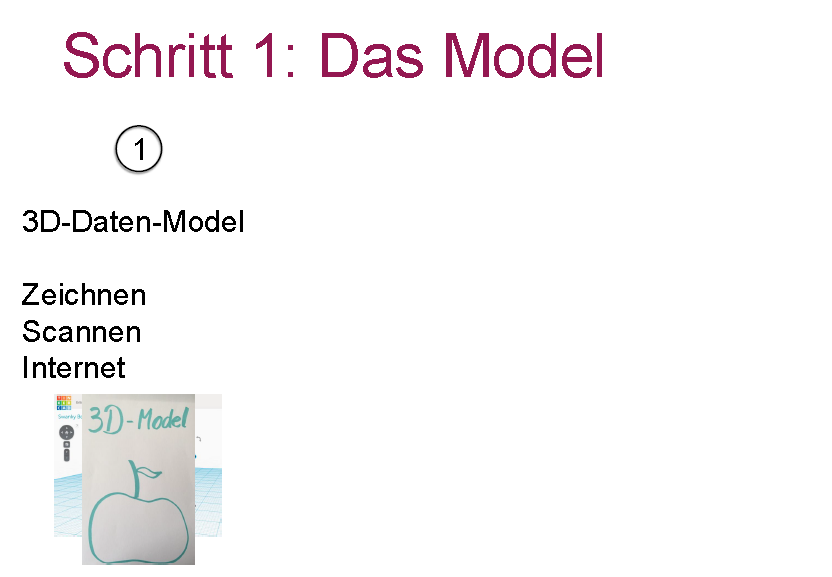 Schritt 1: Das Model
1
3D-Daten-Model
Zeichnen
Scannen
Internet
3D-Model